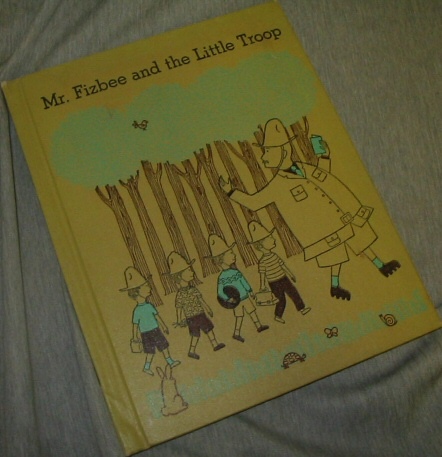 Mr. Fizbee and the Little Troop